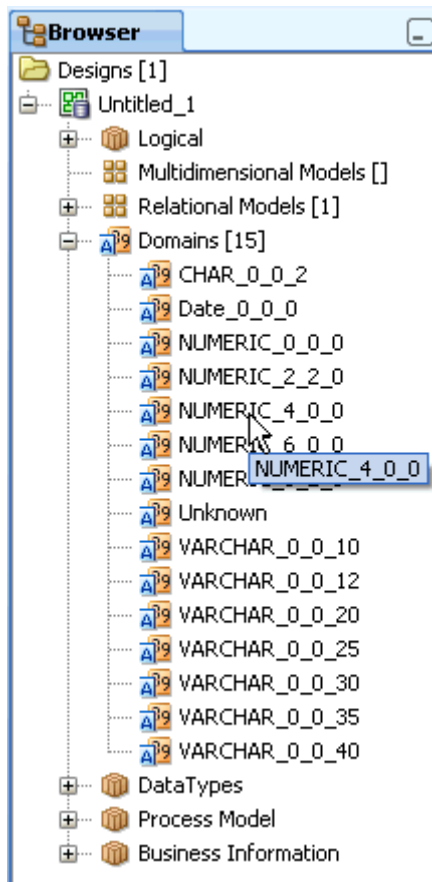 Browser
Designs [1]
Untitled_1
Logical
Multidimensional Models []
Relational Models [1]
Domains [15]
CHAR_0_0_2
Date_0_0_0
NUMERIC_0_0_0
NUMERIC_2_2_0
NUMERIC_4_0_0
NUMERIC_6_0_0
NUMERIC_4_0_0
Unknown
VARCHAR_0_0_10
VARCHAR_0_0_12
VARCHAR_0_0_20
VARCHAR_0_0_25
VARCHAR_0_0_30
VARCHAR_0_0_35
VARCHAR_0_0_40
DataTypes
Process Model
Business Information